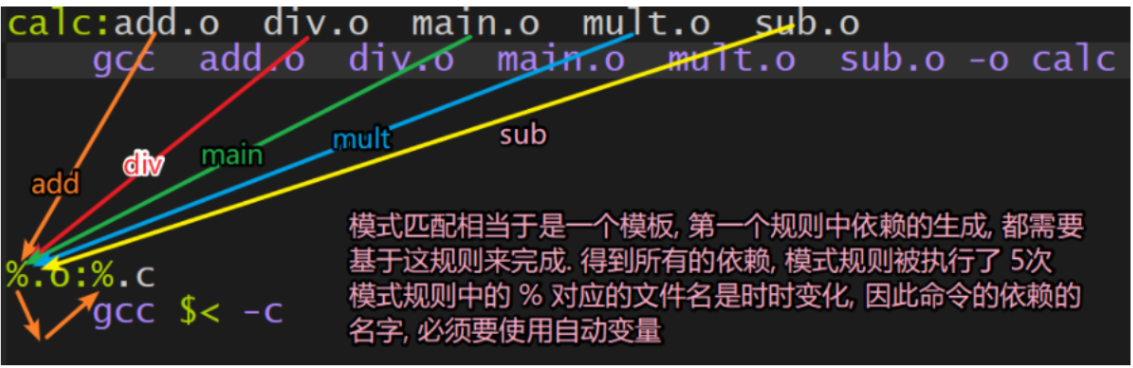 calc:add.o  div.o  main.o  mult.o  sub.o
gcc  add.o  div.o  main.o  mult.o  sub.o -o calc
sub
mult
main
div
add
模式匹配相当于是一个模板, 第一个规则中依赖的生成, 都需要
基于这规则来完成. 得到所有的依赖, 模式规则被执行了 5次
模式规则中的 % 对应的文件名是时时变化, 因此命令的依赖的
名字, 必须要使用自动变量
%.o:%.c
gcc $< -c